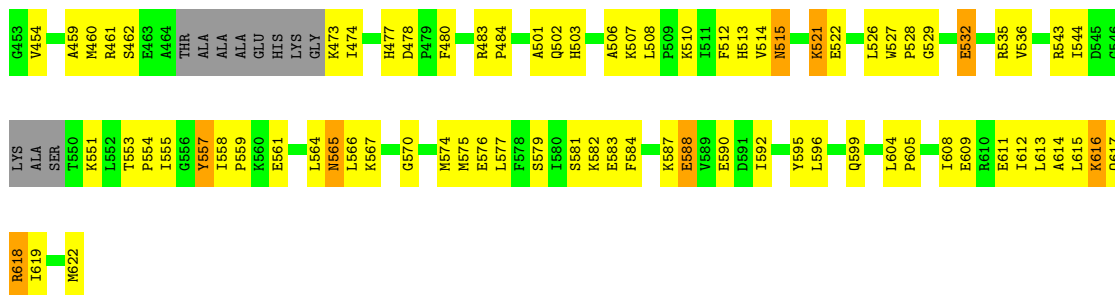 G453 V454 A459 M460 R461 S462 E463 A464 THR ALA ALA ALA GLU HIS LYS GLY K473 I474 H477 D478 P479 F480 R483 P484 A501 Q502 H503 A506 K507 L508 P509 K510 I511 F512 H513 V514 N515 K521 E522 L526 W527 P528 G529 E532 R535 V536 R543 I544 D545 G546
LYS ALA SER T550 K551 L552 T553 P554 I555 G556 Y557 I558 P559 K560 E561 L564 N565 L566 K567 G570 M574 M575 E576 L577 F578 S579 I580 S581 K582 E583 F584 K587 E588 V589 E590 D591 I592 Y595 L596 Q599 L604 P605 I608 E609 R610 E611 I612 L613 A614 L615 K616
R618 I619 M622